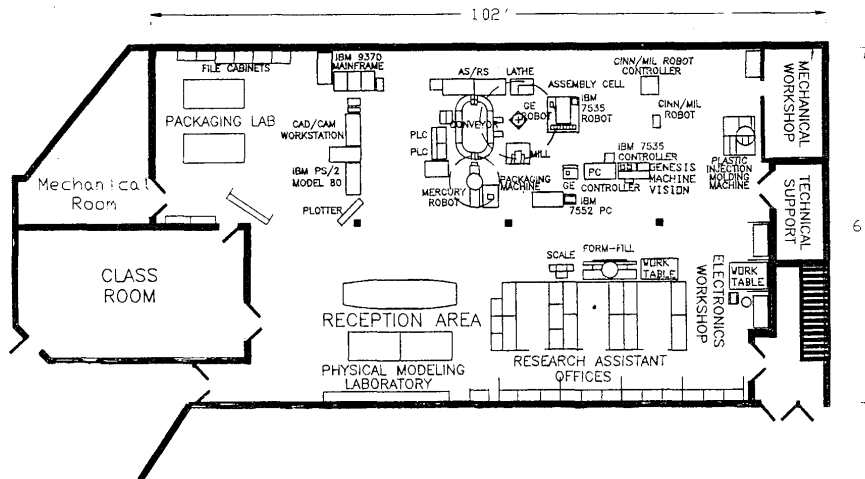 102'
FILE CABINETS
IBM 9370
MAINFRAME
AS/RS
LATHE
ASSEMBLY CELL
CINN/MIL ROBOT
CONTROLLER
MECHANICAL
WORKSHOP
PACKAGING LAB
CAD/CAM
WORKSTATION
CONVEYOR
GE
ROBOT
IBM
7535
ROBOT
CINN/MIL
ROBOT
PLC
PLC
MILL
IBM 7535
CONTROLLER
GENESIS
MACHINE
VISION
PLASTIC
INJECTION
MOLDING
MACHINE
Mechanical
Room
IBM PS/2
MODEL 80
MERCURY
ROBOT
PACKAGING
MACHINE
GE
PC
CONTROLLER
IBM
7552 PC
TECHNICAL
SUPPORT
PLOTTER
6
CLASS
ROOM
SCALE
FORM-FILL
WORK
TABLE
ELECTRONICS
WORKSHOP
WORK
TABLE
RECEPTION AREA
PHYSICAL MODELING
LABORATORY
RESEARCH ASSISTANT
OFFICES